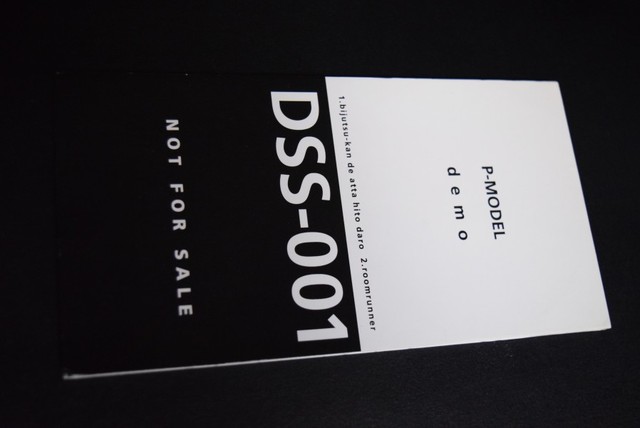 P-MODEL
demo
1.bijutsu-kan de atta hito daro 2.roomrunner
DSS-001
NOT FOR SALE